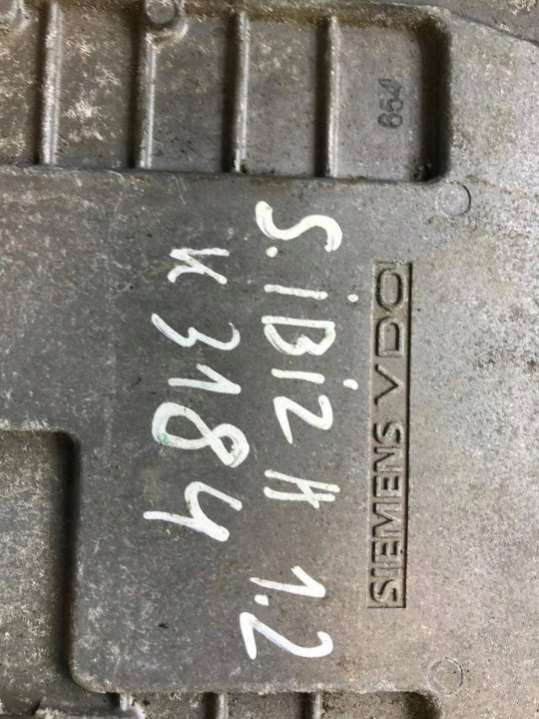 654
SIEMENS VDO
S.iBiZA 1.2
K 3184